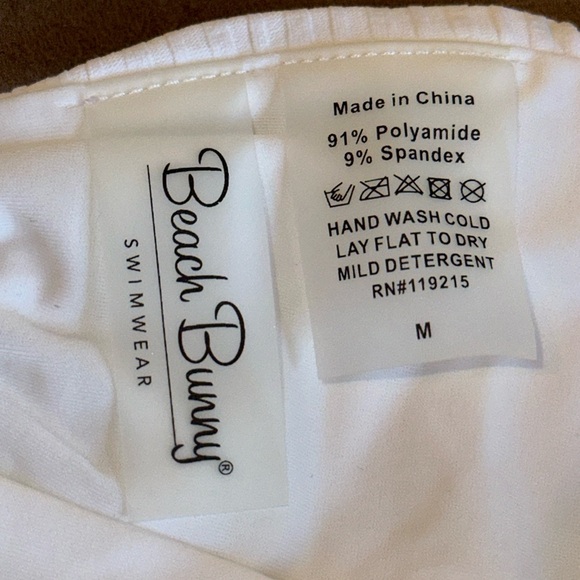 Beach Bunny®
SWIMWEAR
Made in China
91% Polyamide
9% Spandex
HAND WASH COLD
LAY FLAT TO DRY
MILD DETERGENT
RN#119215
M